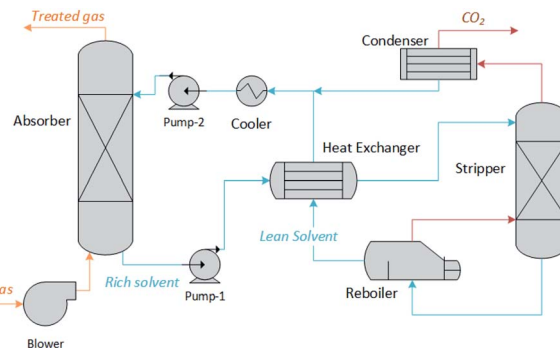 Treated gas
CO₂
Condenser
Absorber
Pump-2
Cooler
Heat Exchanger
Stripper
Lean Solvent
Rich solvent
Pump-1
Reboiler
Blower